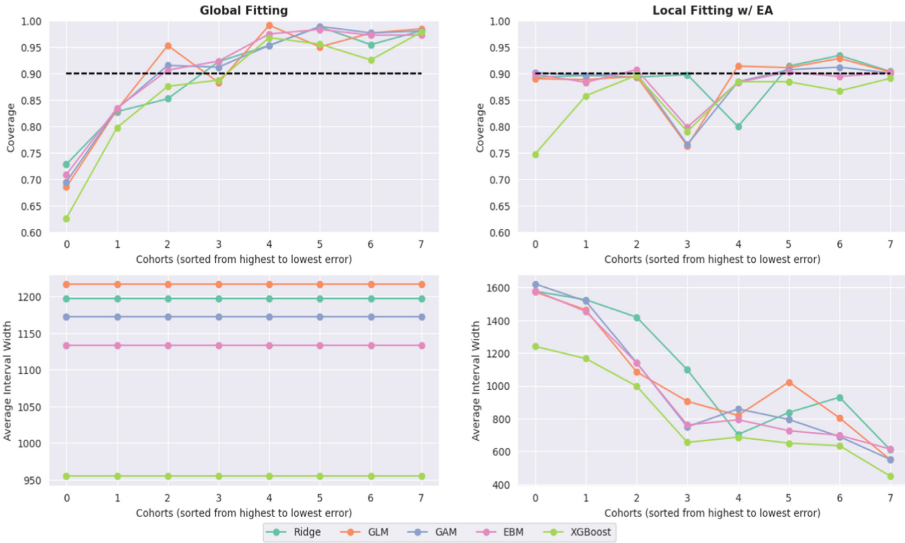 Global Fitting
Local Fitting w/ EA
Coverage
1.00
0.95
0.90
0.85
0.80
0.75
0.70
0.65
0.60
0 1 2 3 4 5 6 7
Cohorts (sorted from highest to lowest error)
Coverage
1.00
0.95
0.90
0.85
0.80
0.75
0.70
0.65
0.60
0 1 2 3 4 5 6 7
Cohorts (sorted from highest to lowest error)
Average Interval Width
1200
1150
1100
1050
1000
950
0 1 2 3 4 5 6 7
Cohorts (sorted from highest to lowest error)
Average Interval Width
1600
1400
1200
1000
800
600
400
0 1 2 3 4 5 6 7
Cohorts (sorted from highest to lowest error)
Ridge GLM GAM EBM XGBoost